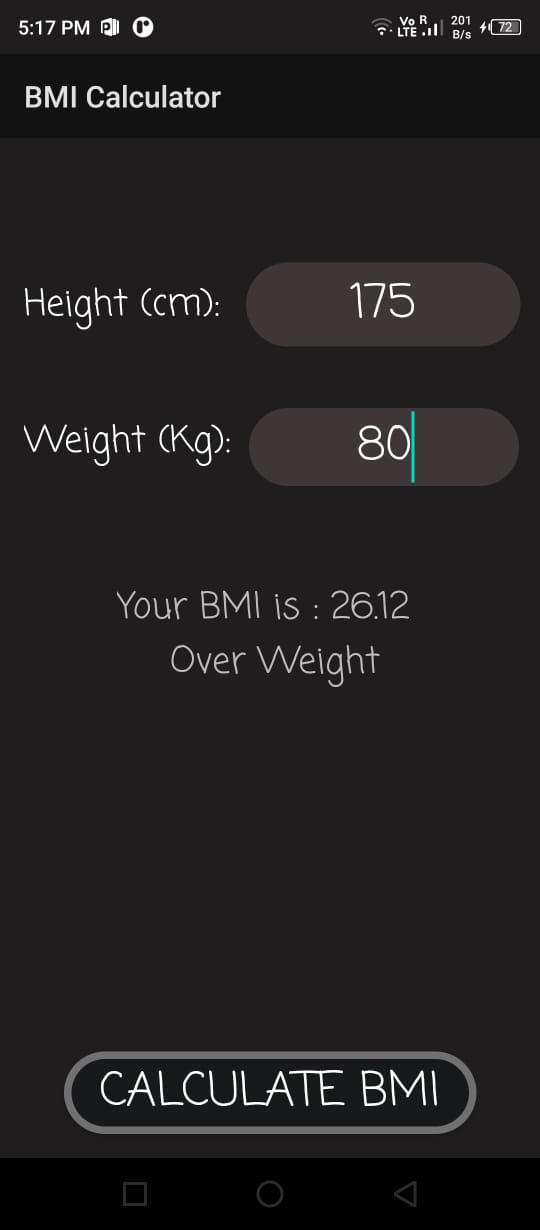 5:17 PM
Vo R
LTE
201
B/s
72
BMI Calculator
Height (cm): 175
Weight (Kg): 80
Your BMI is : 26.12
Over Weight
CALCULATE BMI